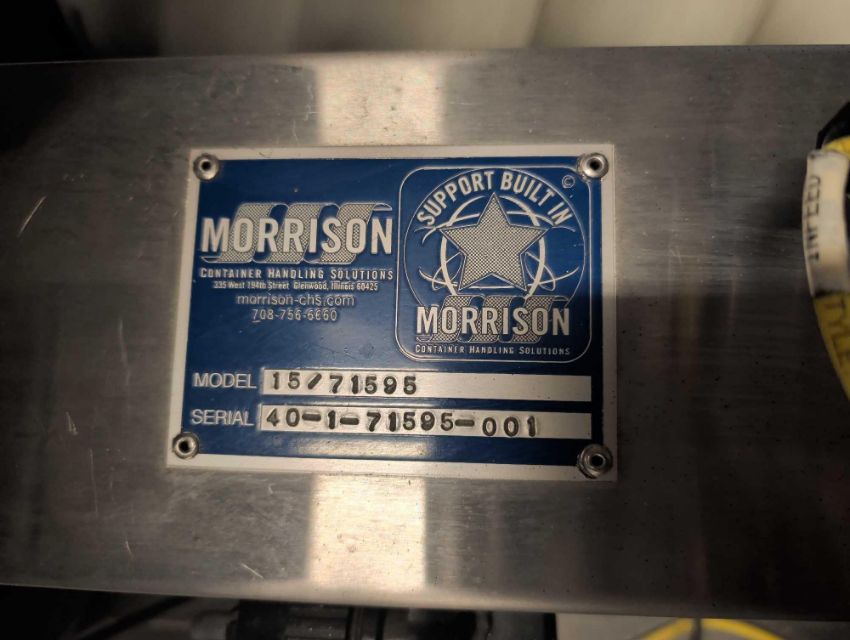 MORRISON
CONTAINER HANDLING SOLUTIONS
335 West 194th Street Glenwood, Illinois 60425
morrison-chs.com
708-756-6660
SUPPORT BUILT IN
©
MORRISON
CONTAINER HANDLING SOLUTIONS
MODEL 15/71595
SERIAL 40-1-71595-001
INFEED